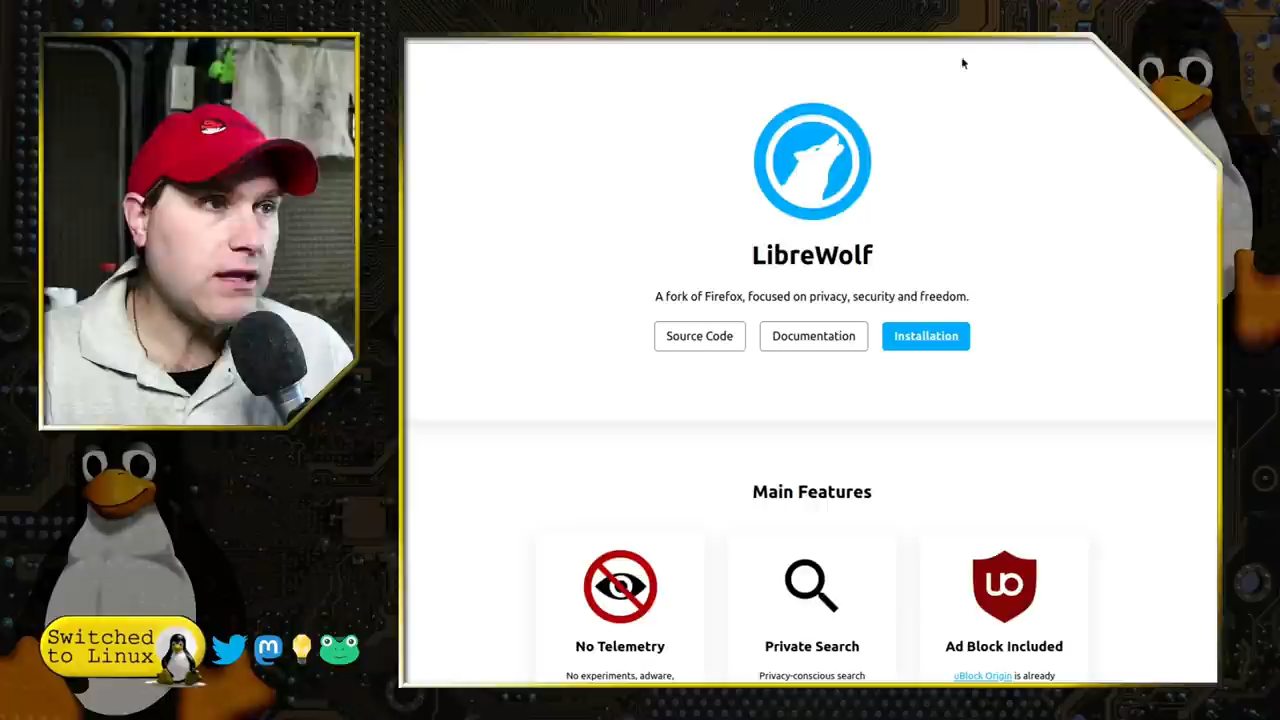 LibreWolf
A fork of Firefox, focused on privacy, security and freedom.
Source Code
Documentation
Installation
Main Features
No Telemetry
Private Search
Ad Block Included
No experiments, adware,
Privacy-conscious search
uBlock Origin is already
Switched
to Linux